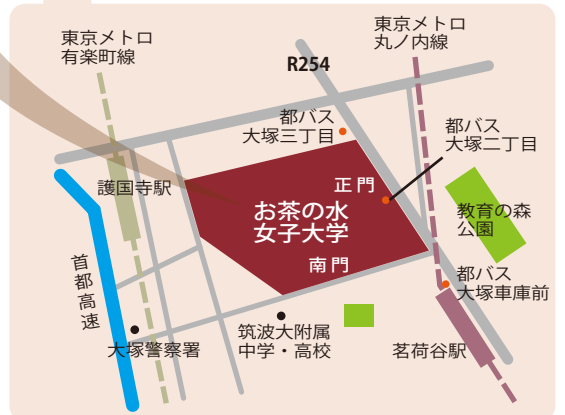 東京メトロ
有楽町線
東京メトロ
丸ノ内線
R254
都バス
大塚三丁目
都バス
大塚二丁目
護国寺駅
正門
お茶の水
女子大学
教育の森
公園
南門
首都高速
都バス
大塚車庫前
大塚警察署
筑波大附属
中学・高校
茗荷谷駅